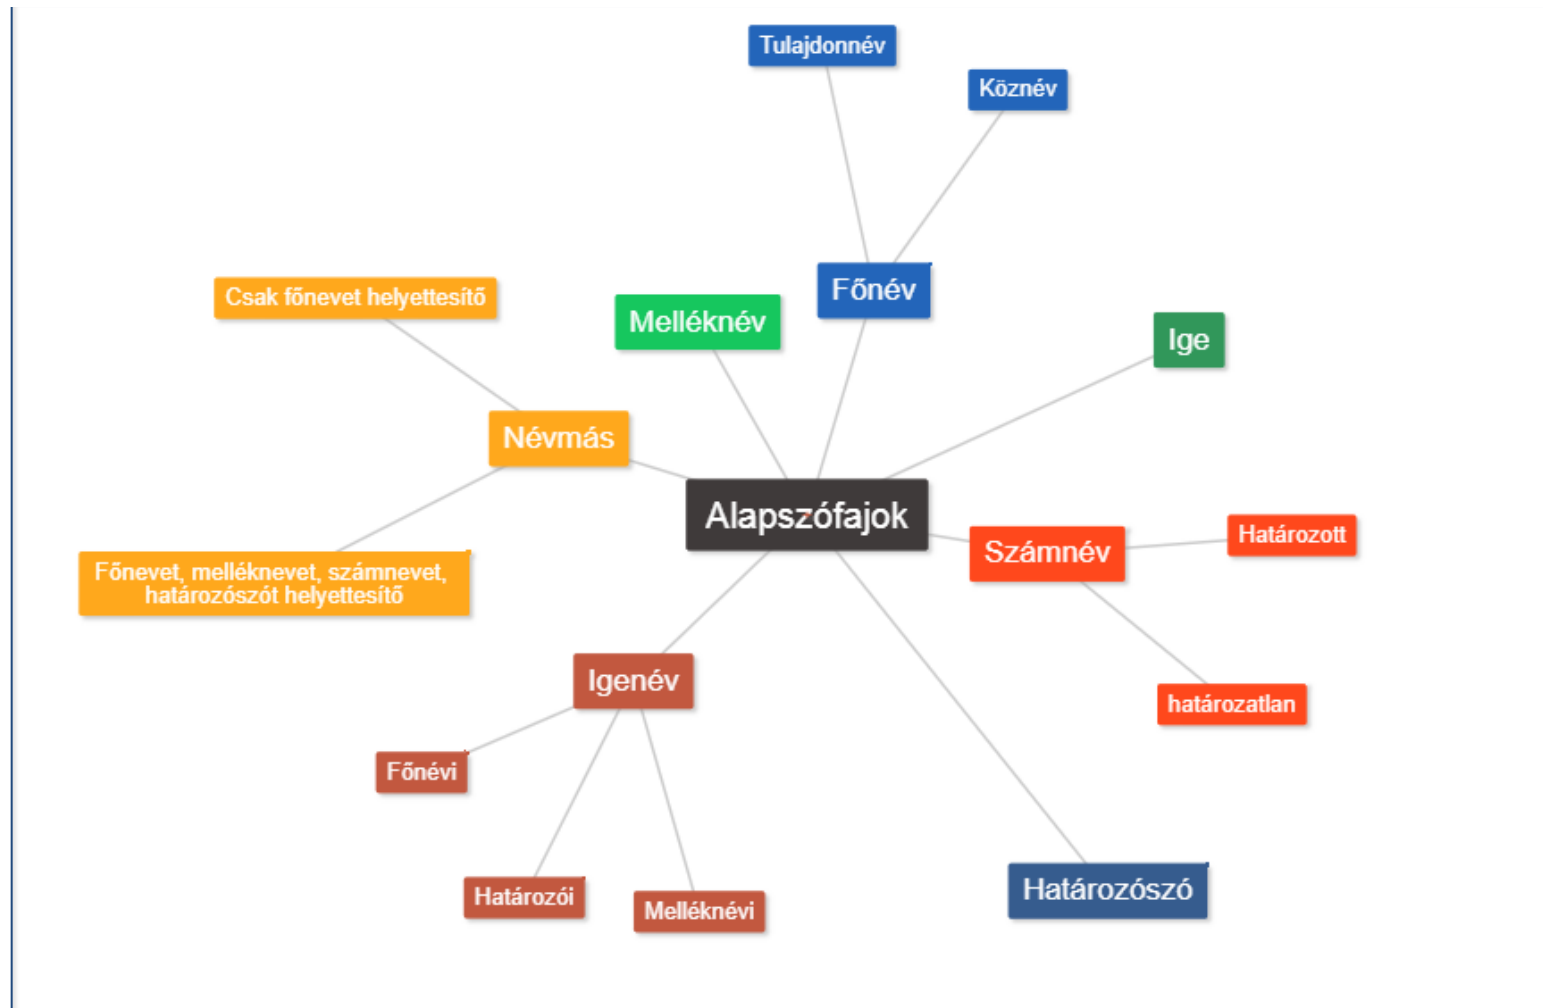 Tulajdonnév
Köznév
Főnév
Csak főnevet helyettesítő
Melléknév
Ige
Névmás
Alapszófajok
Számnév
Határozott
Főnevet, melléknevet, számnevet,
határozószót helyettesítő
Igenév
határozatlan
Főnévi
Határozói
Melléknévi
Határozószó